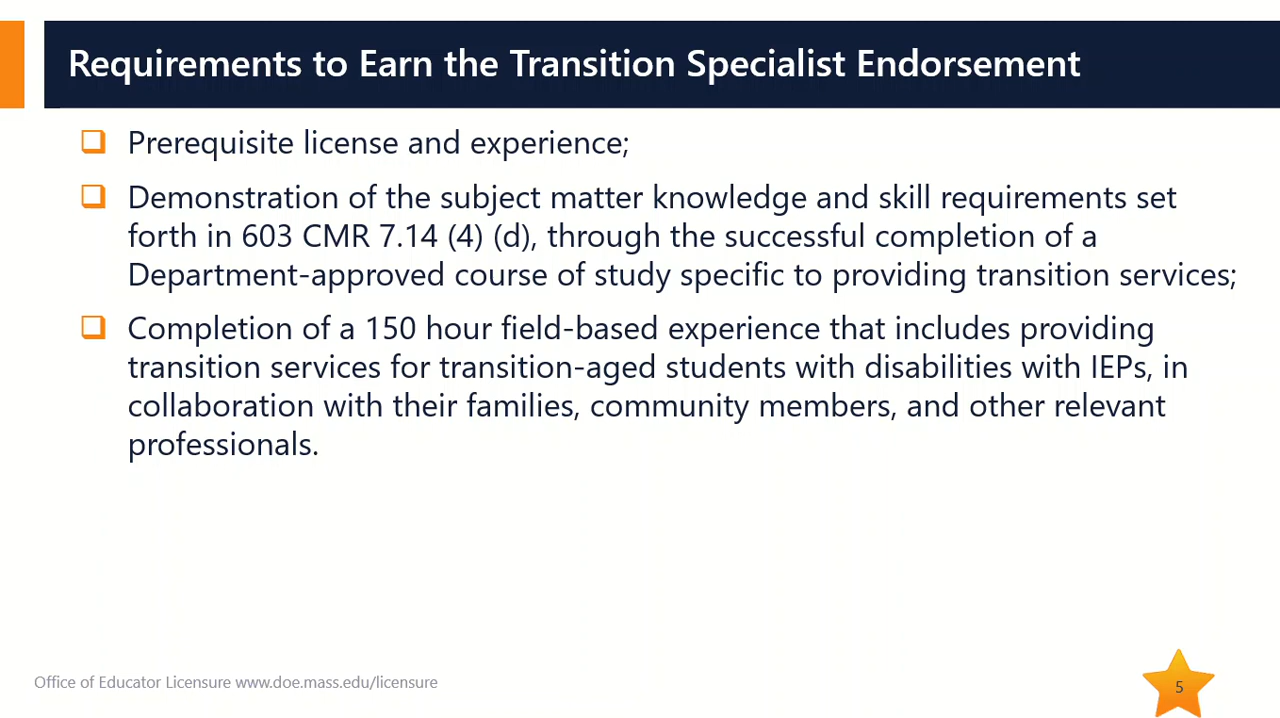 Requirements to Earn the Transition Specialist Endorsement
Prerequisite license and experience;
Demonstration of the subject matter knowledge and skill requirements set
forth in 603 CMR 7.14 (4) (d), through the successful completion of a
Department-approved course of study specific to providing transition services;
Completion of a 150 hour field-based experience that includes providing
transition services for transition-aged students with disabilities with IEPs, in
collaboration with their families, community members, and other relevant
professionals.
Office of Educator Licensure www.doe.mass.edu/licensure
5